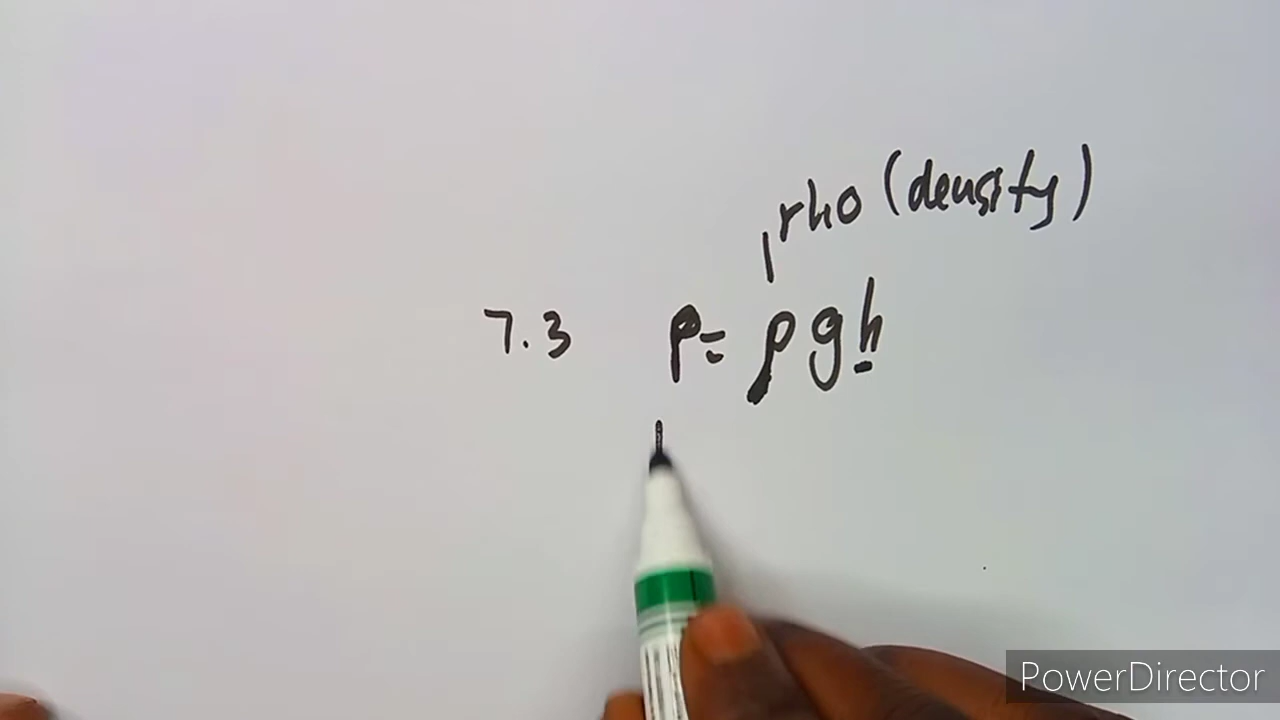 rho (density)
7.3 P = ρgh
PowerDirector